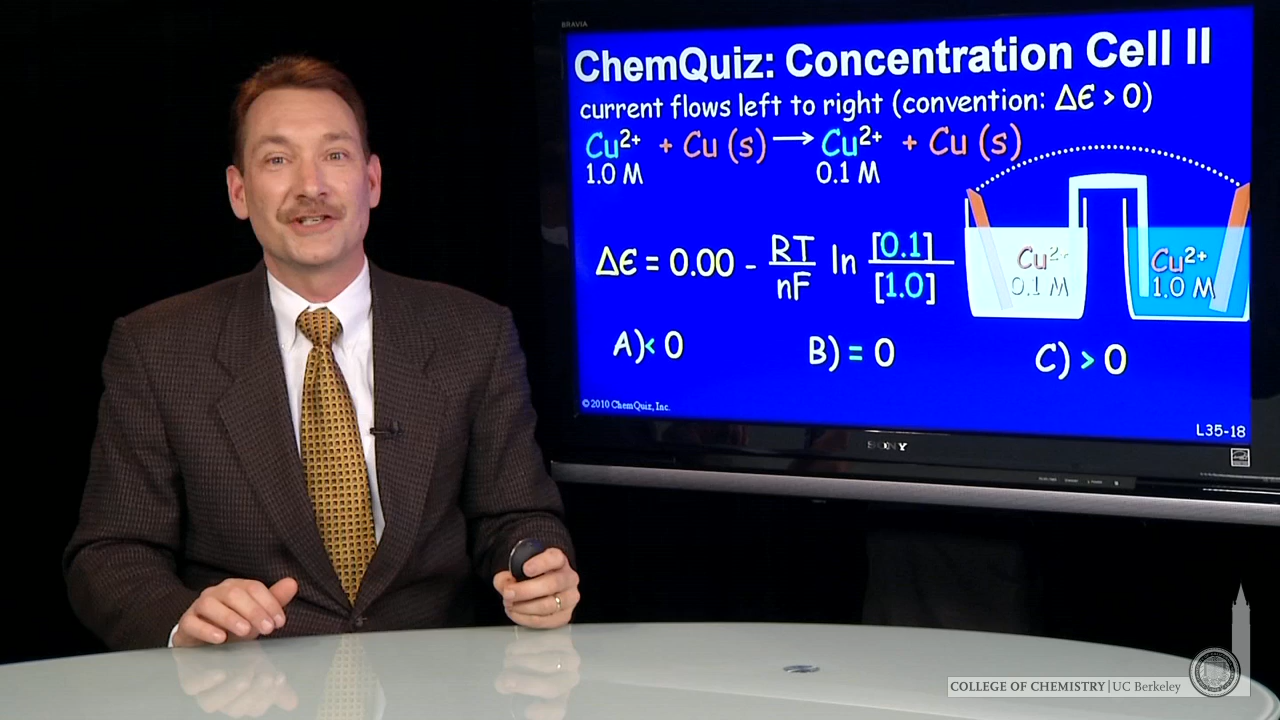 BRAVIA
ChemQuiz: Concentration Cell II
current flows left to right (convention: Δϵ > 0)
Cu²⁺ + Cu (s) → Cu²⁺ + Cu (s)
1.0 M 0.1 M
Δϵ = 0.00 - RT/nF ln [0.1]/[1.0]
Cu²⁺
0.1 M
Cu²⁺
1.0 M
A)< 0 B) = 0 C) > 0
© 2010 ChemQuiz, Inc.
L35-18
SONY
COLLEGE OF CHEMISTRY | UC Berkeley